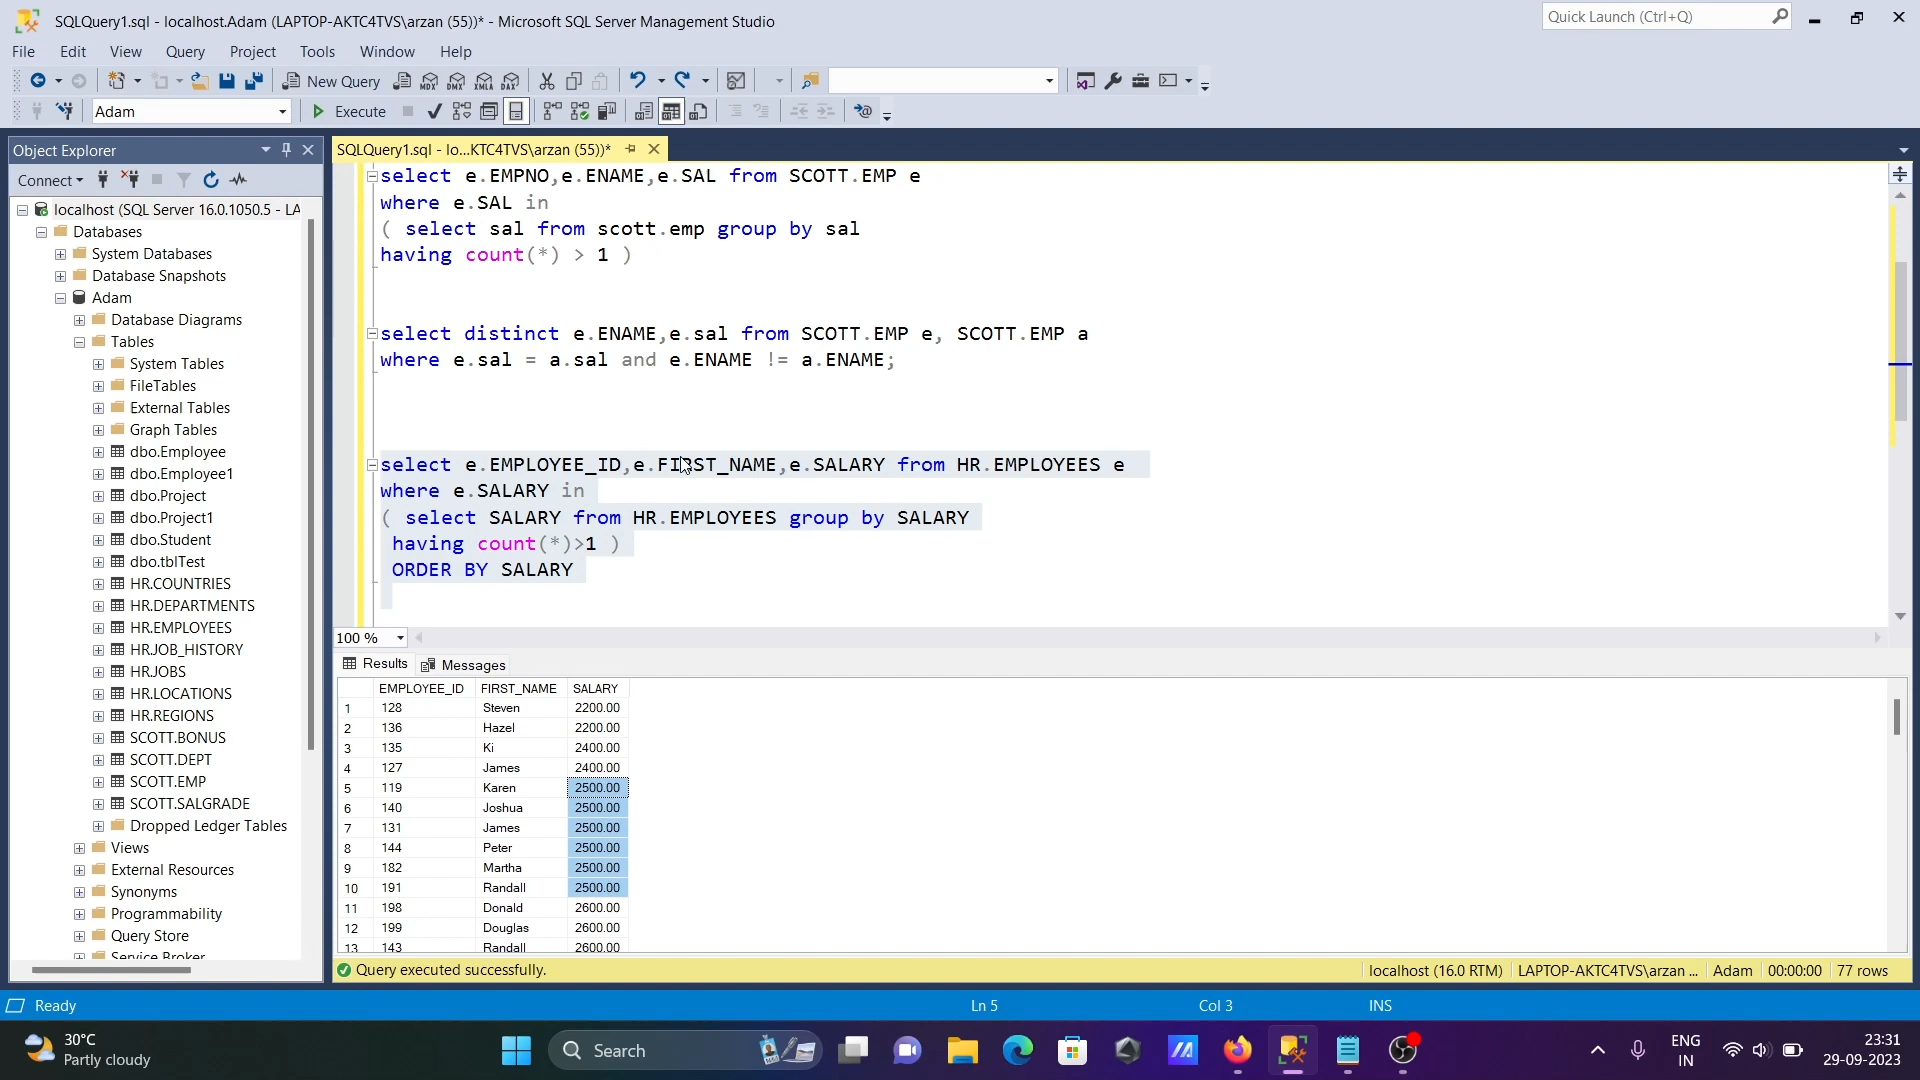 SQLQuery1.sql - localhost.Adam (LAPTOP-AKTC4TVS\arzan (55))* - Microsoft SQL Server Management Studio
Quick Launch (Ctrl+Q)
File Edit View Query Project Tools Window Help
New Query MDX DMX XMLA DAX
Adam Execute
Object Explorer
SQLQuery1.sql - lo...KTC4TVS\arzan (55))*
Connect
localhost (SQL Server 16.0.1050.5 - LA
Databases
System Databases
Database Snapshots
Adam
Database Diagrams
Tables
System Tables
FileTables
External Tables
Graph Tables
dbo.Employee
dbo.Employee1
dbo.Project
dbo.Project1
dbo.Student
dbo.tblTest
HR.COUNTRIES
HR.DEPARTMENTS
HR.EMPLOYEES
HR.JOB_HISTORY
HR.JOBS
HR.LOCATIONS
HR.REGIONS
SCOTT.BONUS
SCOTT.DEPT
SCOTT.EMP
SCOTT.SALGRADE
Dropped Ledger Tables
Views
External Resources
Synonyms
Programmability
Query Store
Service Broker
select e.EMPNO,e.ENAME,e.SAL from SCOTT.EMP e
where e.SAL in
( select sal from scott.emp group by sal
having count(*) > 1 )
select distinct e.ENAME,e.sal from SCOTT.EMP e, SCOTT.EMP a
where e.sal = a.sal and e.ENAME != a.ENAME;
select e.EMPLOYEE_ID,e.FIRST_NAME,e.SALARY from HR.EMPLOYEES e
where e.SALARY in
( select SALARY from HR.EMPLOYEES group by SALARY
having count(*)>1 )
ORDER BY SALARY
100 %
Results Messages
EMPLOYEE_ID FIRST_NAME SALARY
1 128 Steven 2200.00
2 136 Hazel 2200.00
3 135 Ki 2400.00
4 127 James 2400.00
5 119 Karen 2500.00
6 140 Joshua 2500.00
7 131 James 2500.00
8 144 Peter 2500.00
9 182 Martha 2500.00
10 191 Randall 2500.00
11 198 Donald 2600.00
12 199 Douglas 2600.00
13 143 Randall 2600.00
Query executed successfully. localhost (16.0 RTM) LAPTOP-AKTC4TVS\arzan ... Adam 00:00:00 77 rows
Ready Ln 5 Col 3 INS
30°C
Partly cloudy
Search
ENG
IN
23:31
29-09-2023